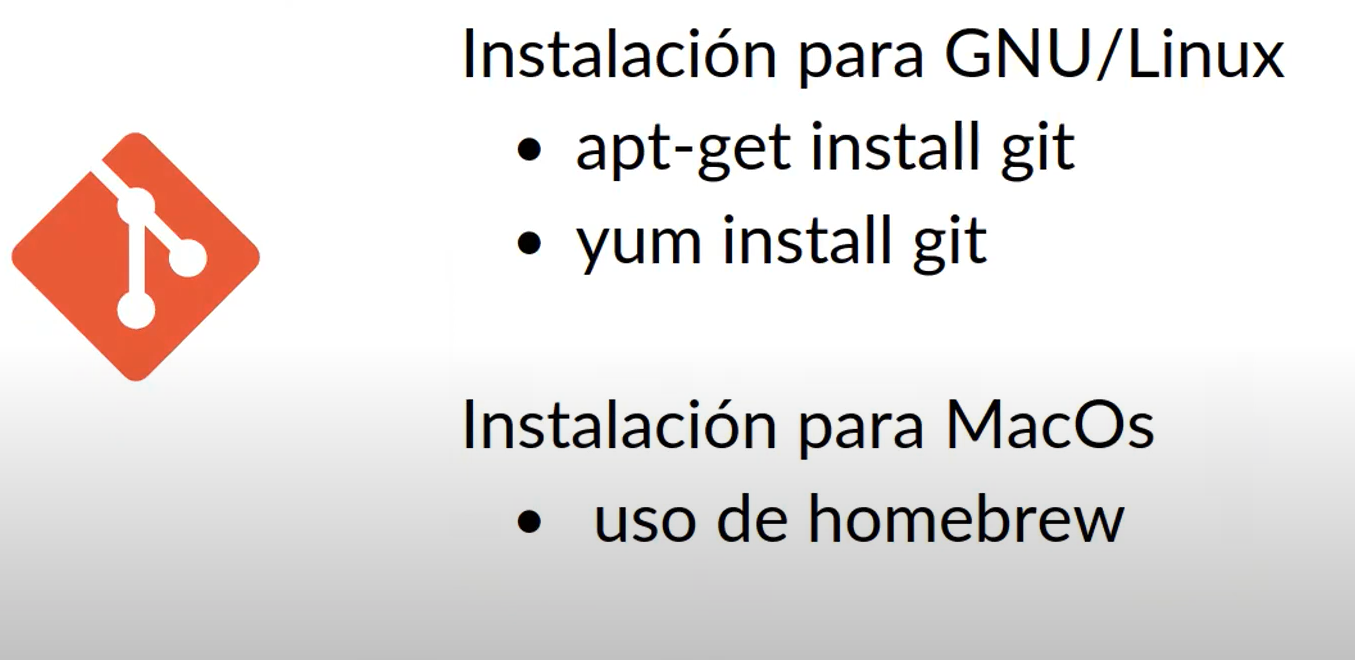 Instalación para GNU/Linux
• apt-get install git
• yum install git
Instalación para MacOs
• uso de homebrew